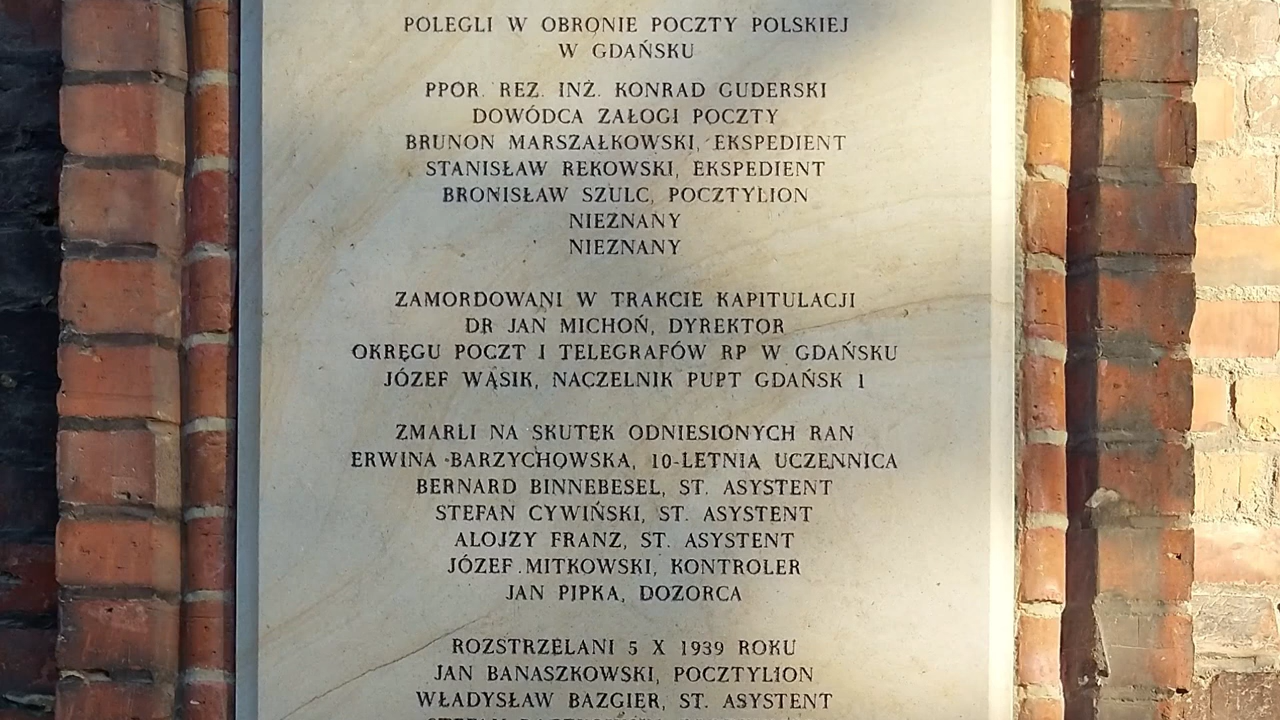 POLEGLI W OBRONIE POCZTY POLSKIEJ
W GDAŃSKU
PPOR. REZ. INŻ. KONRAD GUDERSKI
DOWÓDCA ZAŁOGI POCZTY
BRUNON MARSZAŁKOWSKI, EKSPEDIENT
STANISŁAW REKOWSKI, EKSPEDIENT
BRONISŁAW SZULC, POCZTYLION
NIEZNANY
NIEZNANY
ZAMORDOWANI W TRAKCIE KAPITULACJI
DR JAN MICHOŃ, DYREKTOR
OKRĘGU POCZT I TELEGRAFÓW RP W GDAŃSKU
JÓZEF WĄSIK, NACZELNIK PUPT GDAŃSK 1
ZMARLI NA SKUTEK ODNIESIONYCH RAN
ERWINA BARZYCHOWSKA, 10-LETNIA UCZENNICA
BERNARD BINNEBESEL, ST. ASYSTENT
STEFAN CYWIŃSKI, ST. ASYSTENT
ALOJZY FRANZ, ST. ASYSTENT
JÓZEF MITKOWSKI, KONTROLER
JAN PIPKA, DOZORCA
ROZSTRZELANI 5 X 1939 ROKU
JAN BANASZKOWSKI, POCZTYLION
WŁADYSŁAW BAZGIER, ST. ASYSTENT